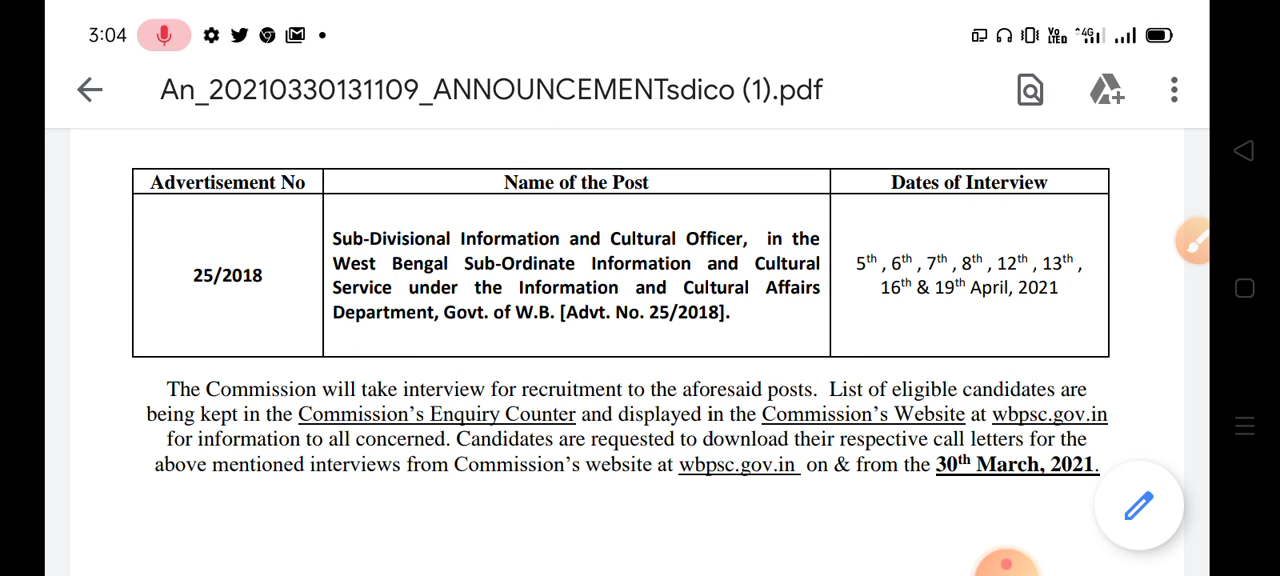 3:04
VO LTED
4G
An_20210330131109_ANNOUNCEMENTsdico (1).pdf
Advertisement No
Name of the Post
Dates of Interview
25/2018
Sub-Divisional Information and Cultural Officer, in the
West Bengal Sub-Ordinate Information and Cultural
Service under the Information and Cultural Affairs
Department, Govt. of W.B. [Advt. No. 25/2018].
5th , 6th , 7th , 8th , 12th , 13th ,
16th & 19th April, 2021
The Commission will take interview for recruitment to the aforesaid posts. List of eligible candidates are
being kept in the Commission’s Enquiry Counter and displayed in the Commission’s Website at wbpsc.gov.in
for information to all concerned. Candidates are requested to download their respective call letters for the
above mentioned interviews from Commission’s website at wbpsc.gov.in on & from the 30th March, 2021.